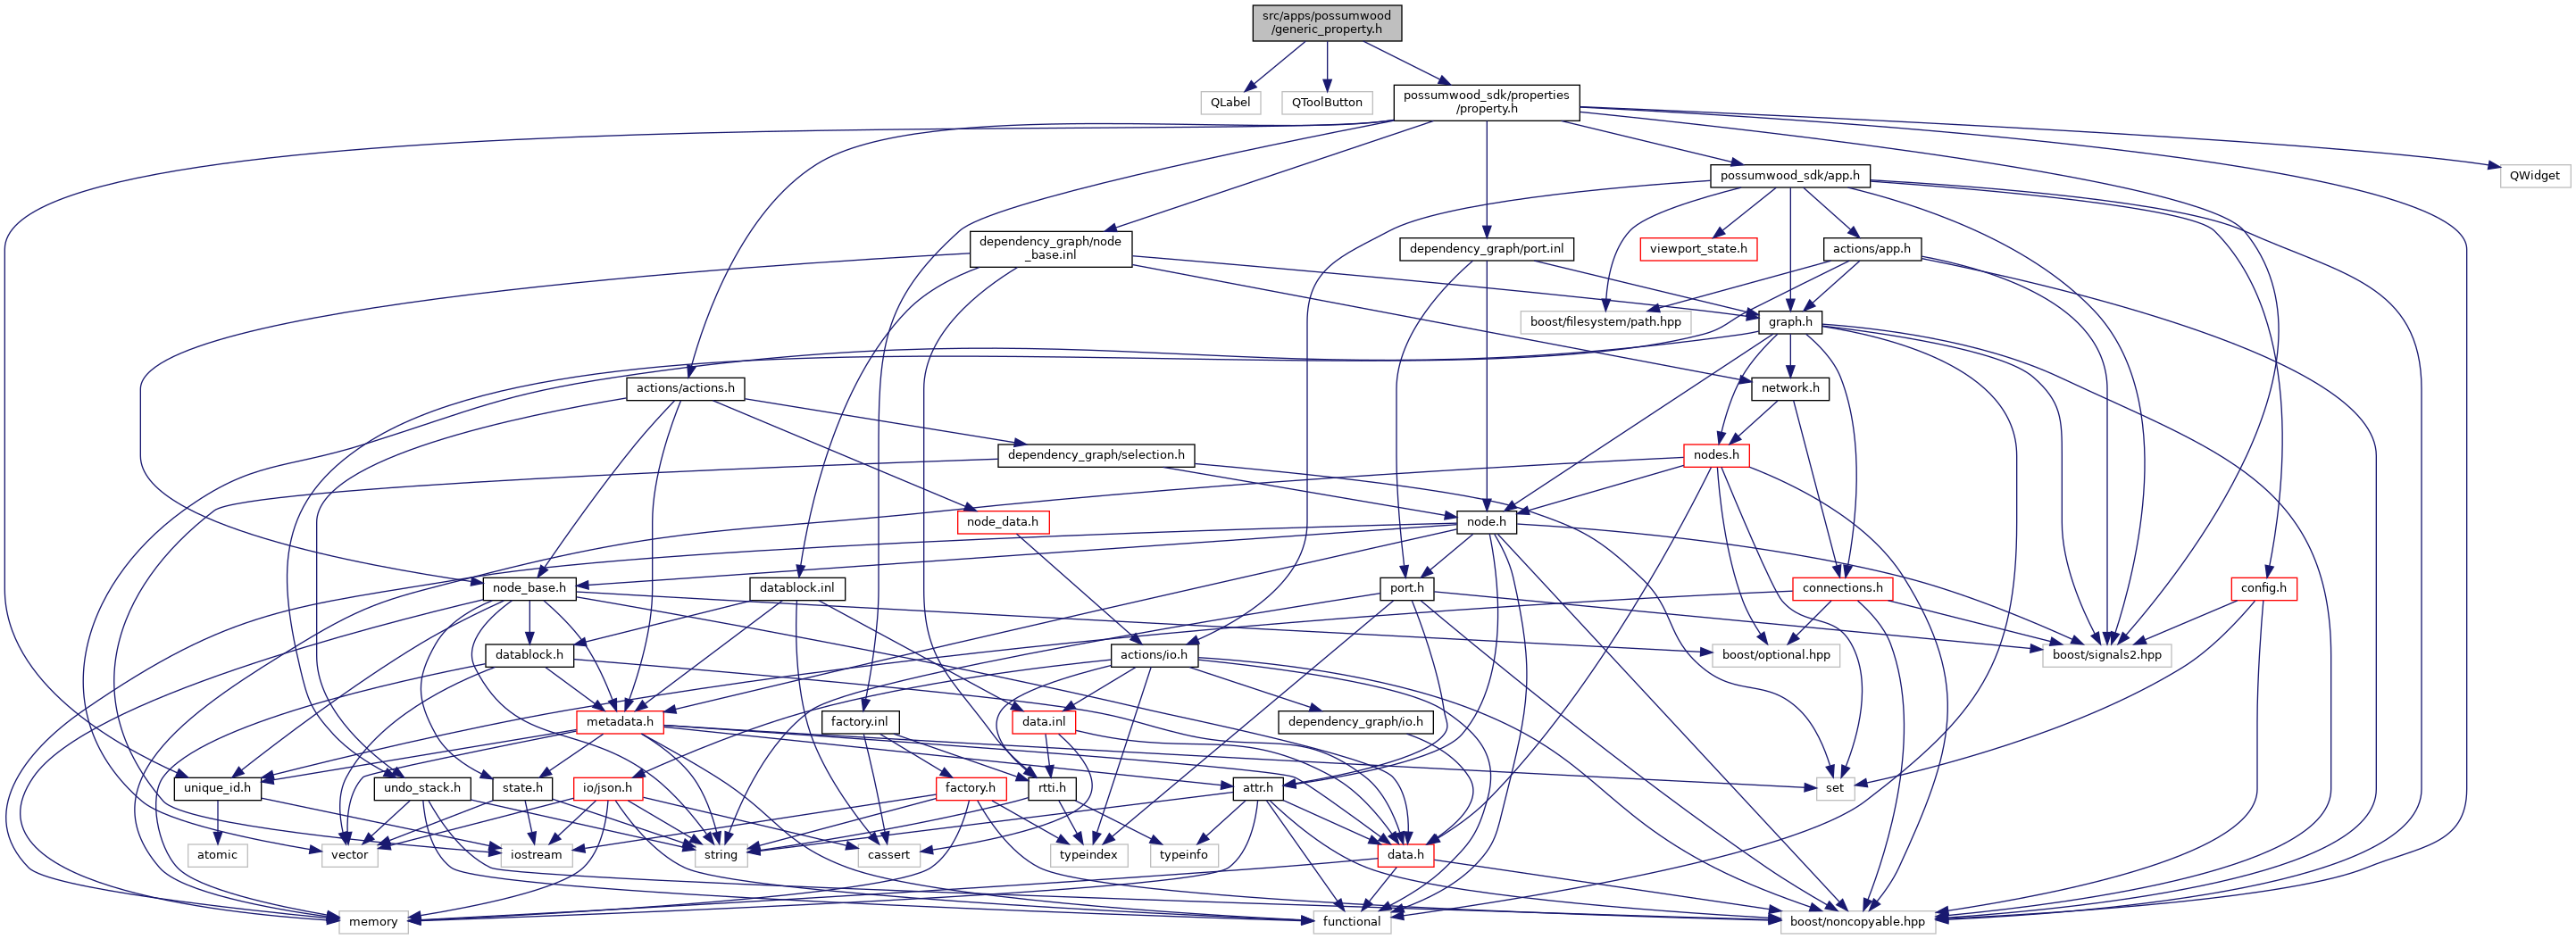 src/apps/possumwood
/generic_property.h
QLabel
QToolButton
possumwood_sdk/properties
/property.h
possumwood_sdk/app.h
QWidget
dependency_graph/node
_base.inl
dependency_graph/port.inl
viewport_state.h
actions/app.h
boost/filesystem/path.hpp
graph.h
actions/actions.h
network.h
dependency_graph/selection.h
nodes.h
node_data.h
node.h
node_base.h
datablock.inl
port.h
connections.h
config.h
datablock.h
actions/io.h
boost/optional.hpp
boost/signals2.hpp
metadata.h
factory.inl
data.inl
dependency_graph/io.h
unique_id.h
undo_stack.h
state.h
io/json.h
factory.h
rtti.h
attr.h
set
atomic
vector
iostream
string
cassert
typeindex
typeinfo
data.h
memory
functional
boost/noncopyable.hpp